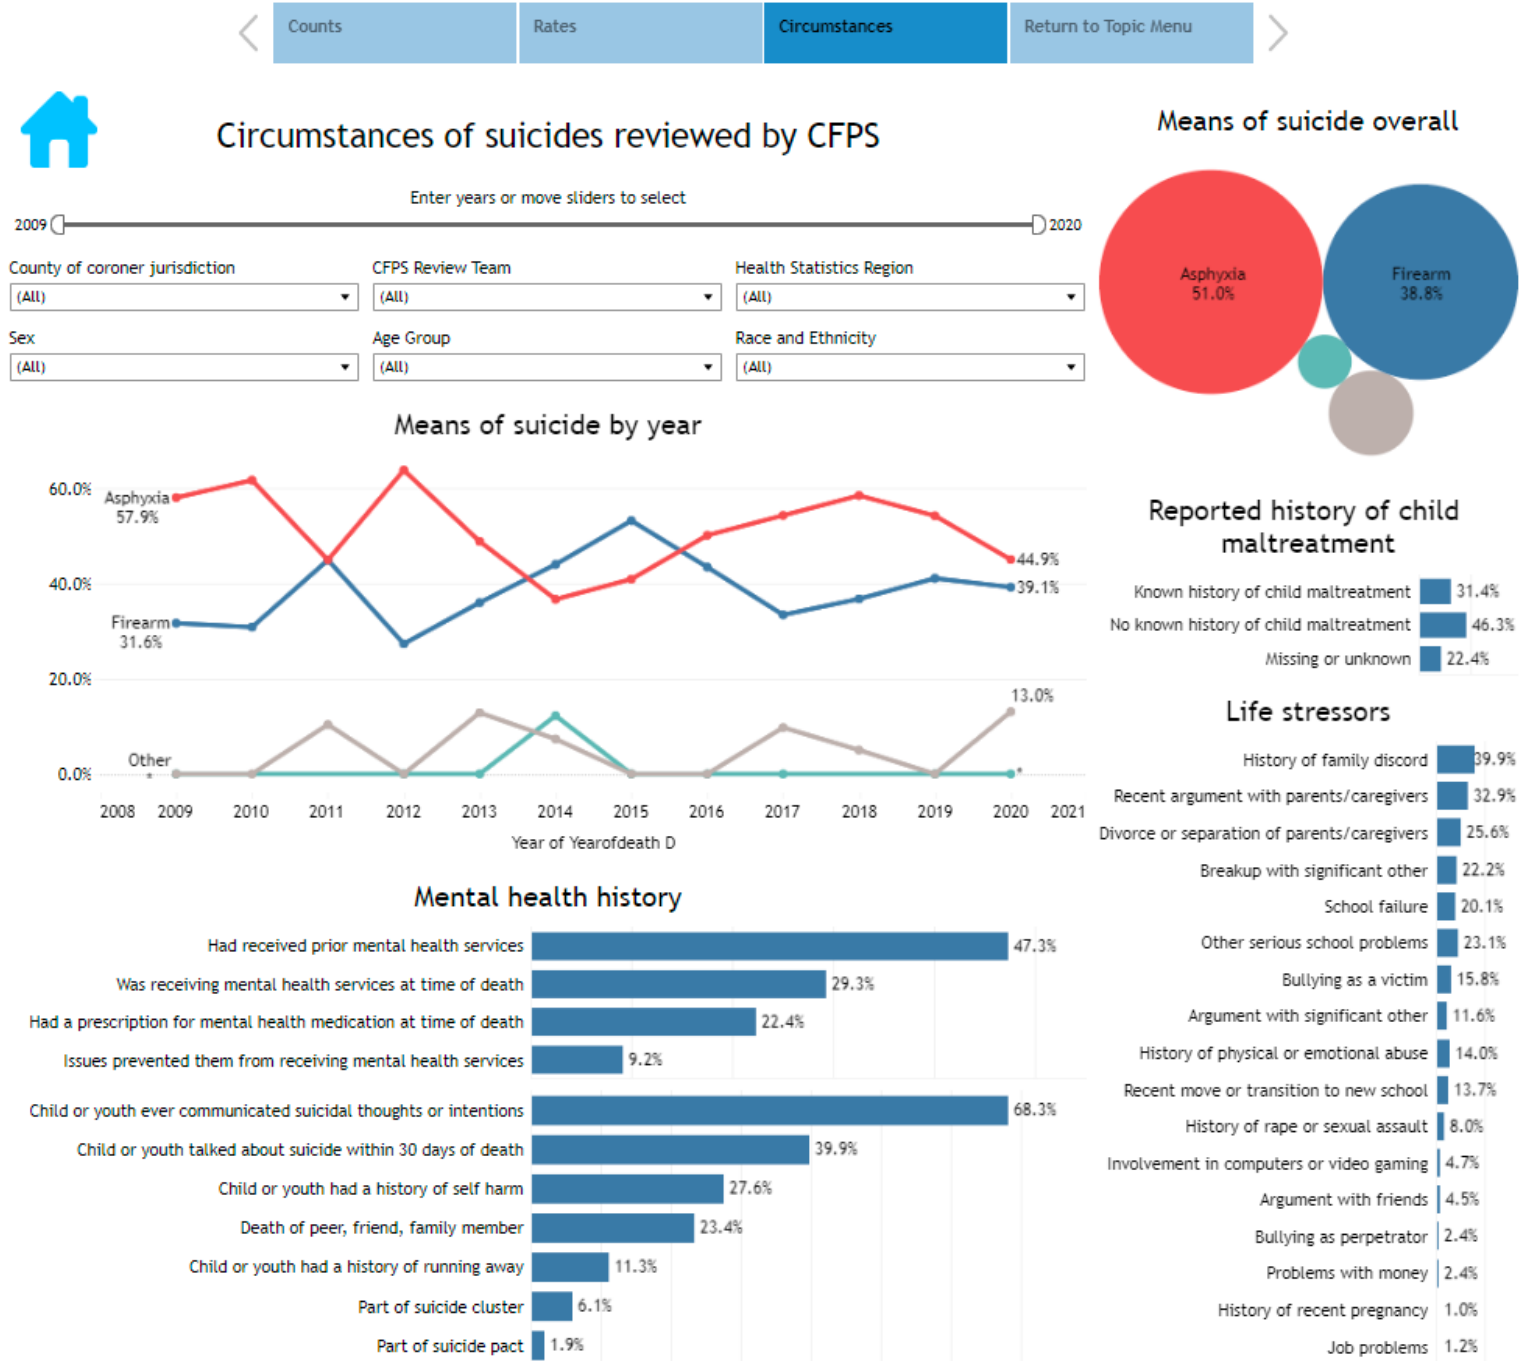 Counts
Rates
Circumstances
Return to Topic Menu
Circumstances of suicides reviewed by CFPS
Enter years or move sliders to select
2009
2020
County of coroner jurisdiction
CFPS Review Team
Health Statistics Region
(All)
(All)
(All)
Sex
Age Group
Race and Ethnicity
(All)
(All)
(All)
Means of suicide by year
60.0%
40.0%
20.0%
0.0%
Asphyxia
57.9%
Firearm
31.6%
Other
*
44.9%
39.1%
13.0%
*
2008 2009 2010 2011 2012 2013 2014 2015 2016 2017 2018 2019 2020 2021
Year of Yearofdeath D
Mental health history
Had received prior mental health services 47.3%
Was receiving mental health services at time of death 29.3%
Had a prescription for mental health medication at time of death 22.4%
Issues prevented them from receiving mental health services 9.2%
Child or youth ever communicated suicidal thoughts or intentions 68.3%
Child or youth talked about suicide within 30 days of death 39.9%
Child or youth had a history of self harm 27.6%
Death of peer, friend, family member 23.4%
Child or youth had a history of running away 11.3%
Part of suicide cluster 6.1%
Part of suicide pact 1.9%
Means of suicide overall
Asphyxia
51.0%
Firearm
38.8%
Reported history of child
maltreatment
Known history of child maltreatment 31.4%
No known history of child maltreatment 46.3%
Missing or unknown 22.4%
Life stressors
History of family discord 39.9%
Recent argument with parents/caregivers 32.9%
Divorce or separation of parents/caregivers 25.6%
Breakup with significant other 22.2%
School failure 20.1%
Other serious school problems 23.1%
Bullying as a victim 15.8%
Argument with significant other 11.6%
History of physical or emotional abuse 14.0%
Recent move or transition to new school 13.7%
History of rape or sexual assault 8.0%
Involvement in computers or video gaming 4.7%
Argument with friends 4.5%
Bullying as perpetrator 2.4%
Problems with money 2.4%
History of recent pregnancy 1.0%
Job problems 1.2%